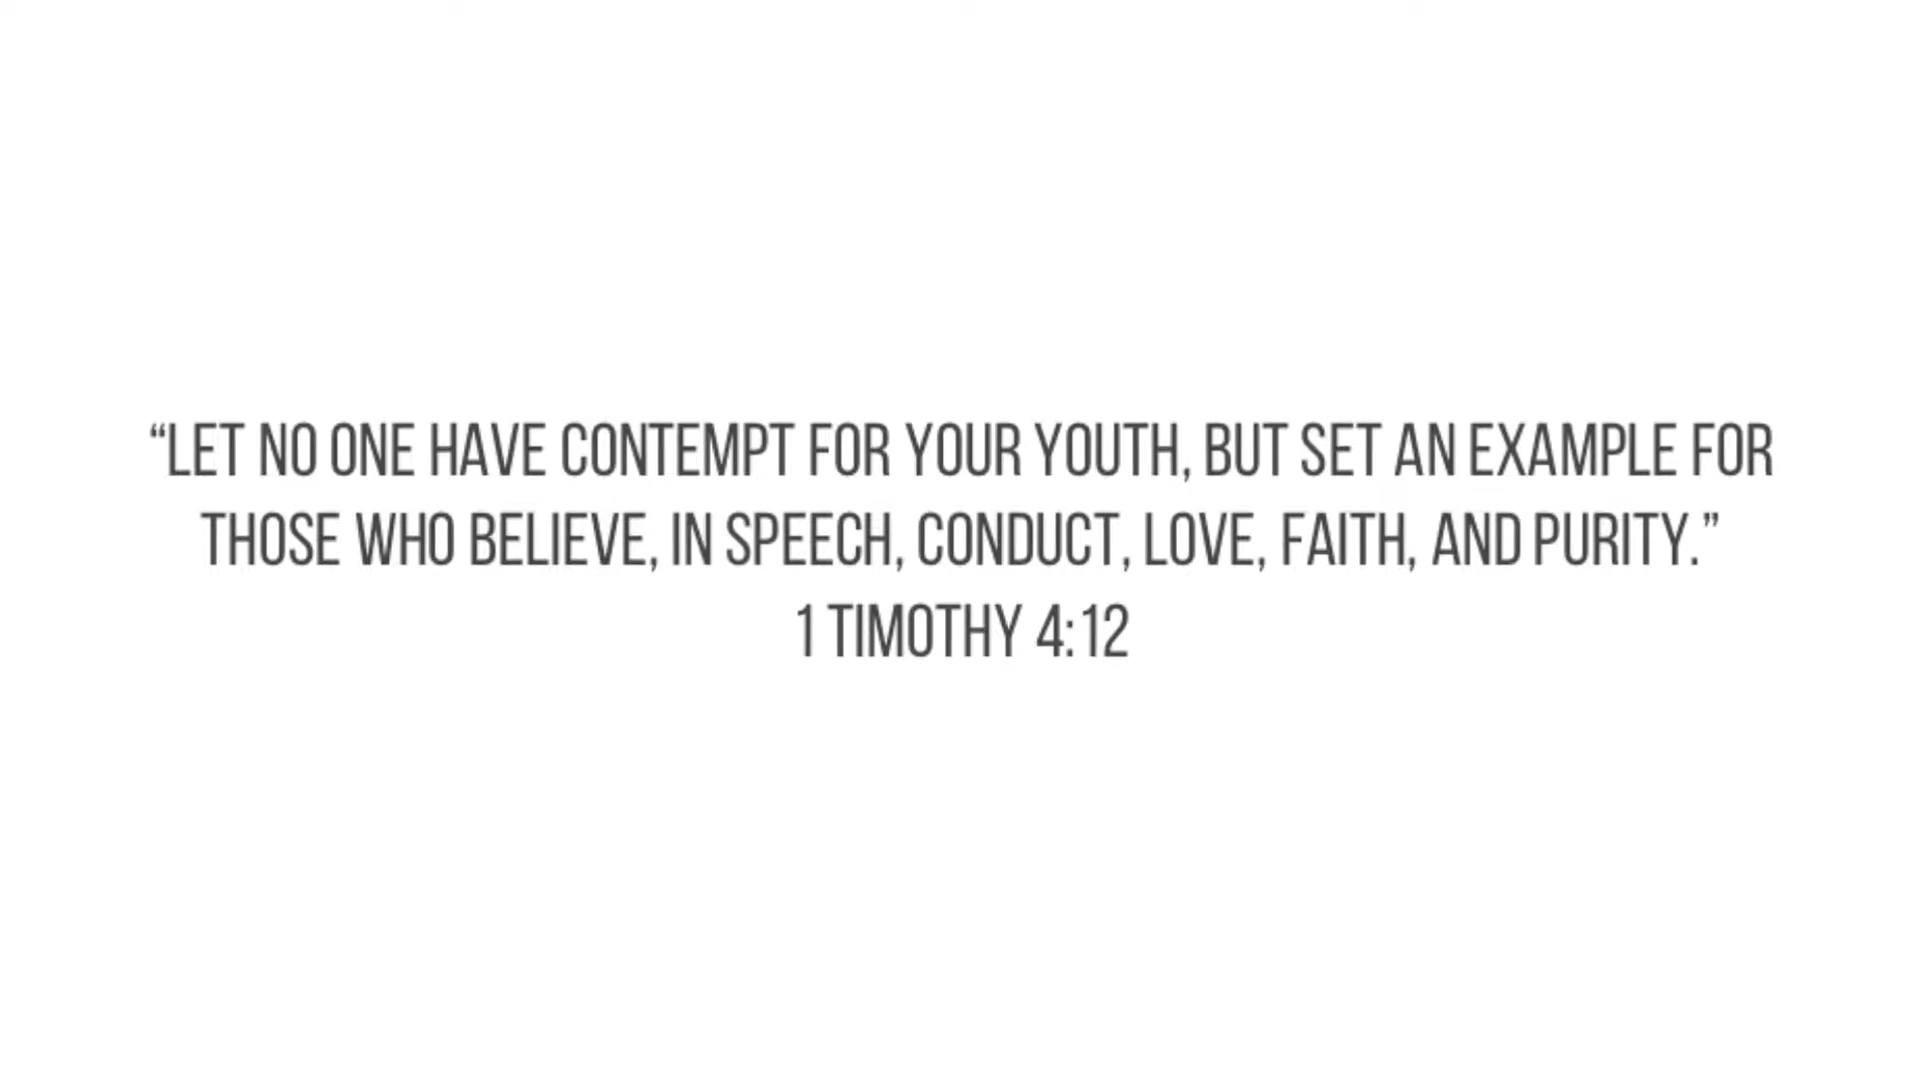 “LET NO ONE HAVE CONTEMPT FOR YOUR YOUTH, BUT SET AN EXAMPLE FOR
THOSE WHO BELIEVE, IN SPEECH, CONDUCT, LOVE, FAITH, AND PURITY.”
1 TIMOTHY 4:12